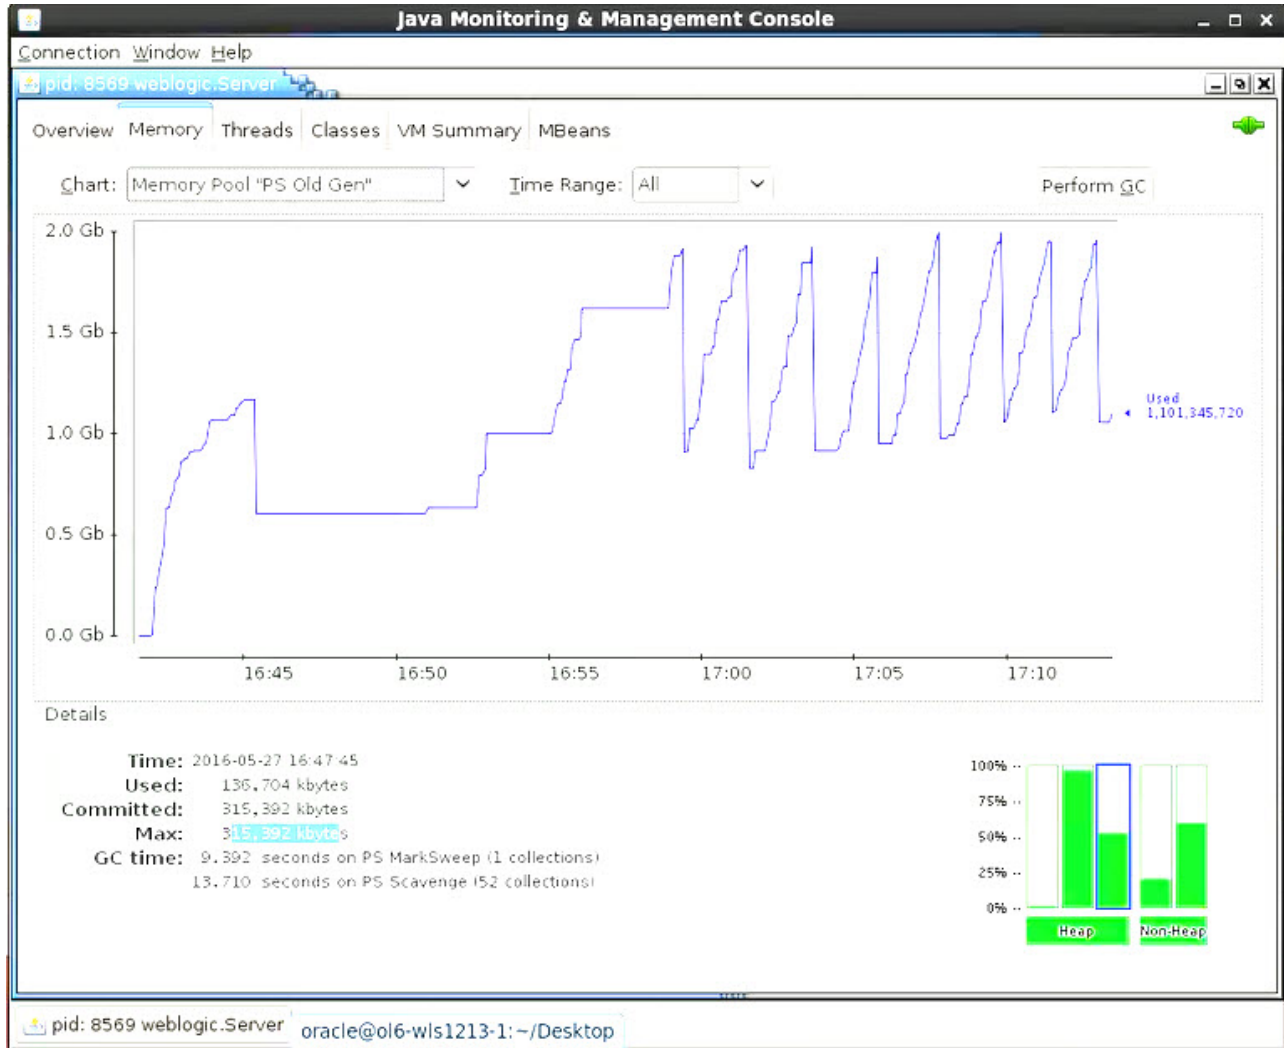 Java Monitoring & Management Console
Connection Window Help
pid: 8569 weblogic.Server
Overview Memory Threads Classes VM Summary MBeans
Chart: Memory Pool "PS Old Gen" Time Range: All Perform GC
2.0 Gb
1.5 Gb
Used
1,101,345,720
1.0 Gb
0.5 Gb
0.0 Gb
16:45 16:50 16:55 17:00 17:05 17:10
Details
Time: 2016-05-27 16:47:45
Used: 136,704 kbytes
Committed: 315,392 kbytes
Max: 315,392 kbytes
GC time: 9.392 seconds on PS MarkSweep (1 collections)
13.710 seconds on PS Scavenge (52 collections)
100%
75%
50%
25%
0%
Heap Non-Heap
pid: 8569 weblogic.Server oracle@ol6-wls1213-1:~/Desktop